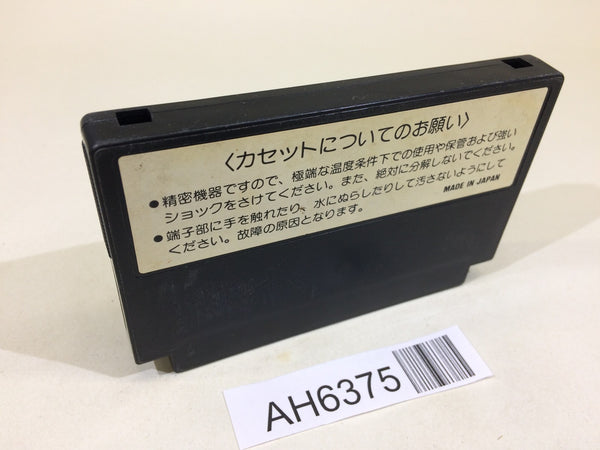 〈カセットについてのお願い〉
●精密機器ですので、極端な温度条件下での使用や保管および強い
ショックをさけてください。また、絶対に分解しないでください。
●端子部に手を触れたり、水にぬらしたりして汚さないようにして
ください。故障の原因となります。
MADE IN JAPAN
AH6375